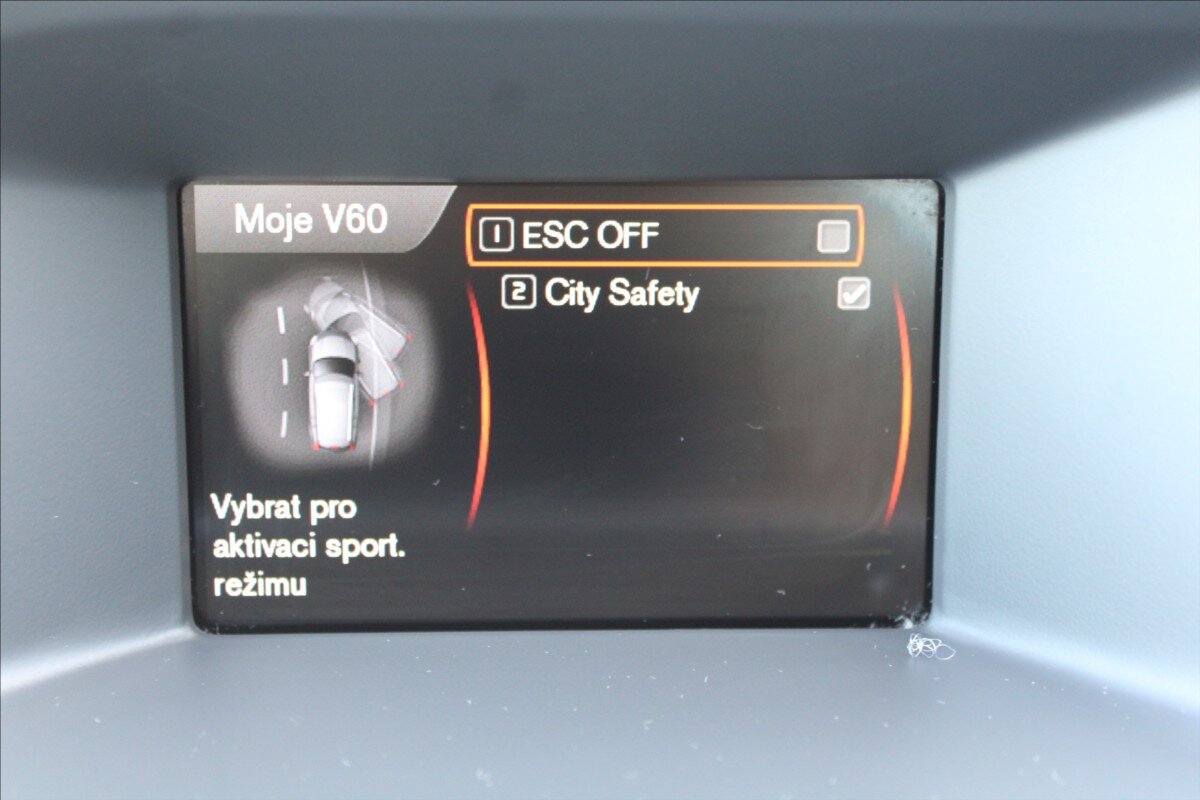 Moje V60
1 ESC OFF
2 City Safety
Vybrat pro
aktivaci sport.
režimu